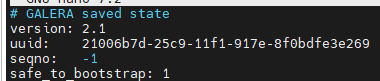 # GALERA saved state
version: 2.1
uuid:    21006b7d-25c9-11f1-917e-8f0bdfe3e269
seqno:   -1
safe_to_bootstrap: 1